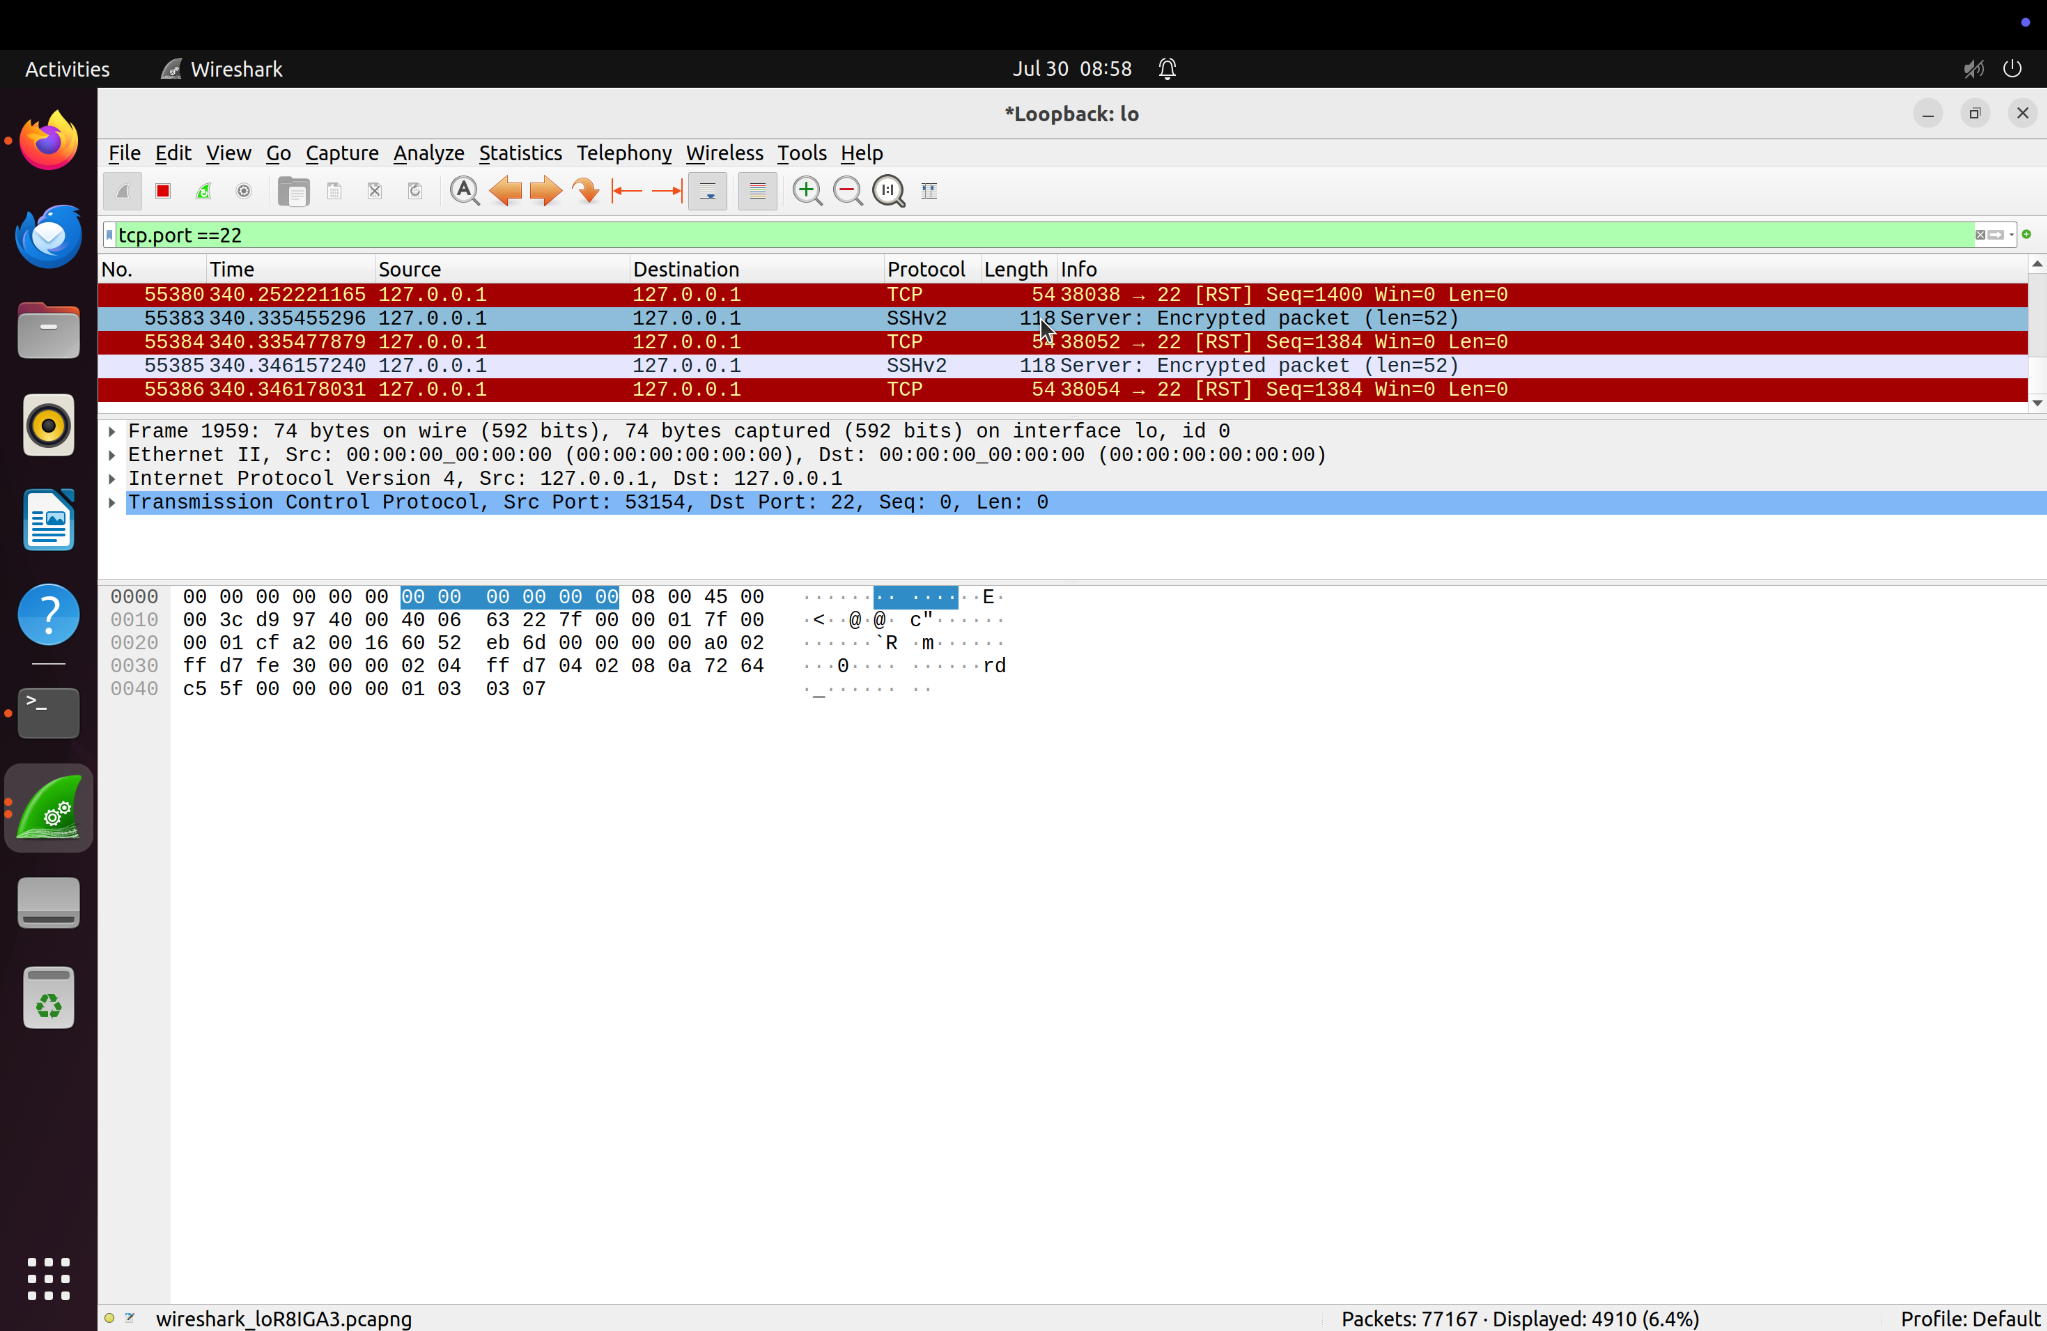 Activities Wireshark Jul 30 08:58
*Loopback: lo
File Edit View Go Capture Analyze Statistics Telephony Wireless Tools Help
tcp.port ==22
No. Time Source Destination Protocol Length Info
55380 340.252221165 127.0.0.1 127.0.0.1 TCP 54 38038 → 22 [RST] Seq=1400 Win=0 Len=0
55383 340.335455296 127.0.0.1 127.0.0.1 SSHv2 118 Server: Encrypted packet (len=52)
55384 340.335477879 127.0.0.1 127.0.0.1 TCP 54 38052 → 22 [RST] Seq=1384 Win=0 Len=0
55385 340.346157240 127.0.0.1 127.0.0.1 SSHv2 118 Server: Encrypted packet (len=52)
55386 340.346178031 127.0.0.1 127.0.0.1 TCP 54 38054 → 22 [RST] Seq=1384 Win=0 Len=0
Frame 1959: 74 bytes on wire (592 bits), 74 bytes captured (592 bits) on interface lo, id 0
Ethernet II, Src: 00:00:00_00:00:00 (00:00:00:00:00:00), Dst: 00:00:00_00:00:00 (00:00:00:00:00:00)
Internet Protocol Version 4, Src: 127.0.0.1, Dst: 127.0.0.1
Transmission Control Protocol, Src Port: 53154, Dst Port: 22, Seq: 0, Len: 0
0000 00 00 00 00 00 00 00 00 00 00 00 00 08 00 45 00 ········ ······E·
0010 00 3c d9 97 40 00 40 06 63 22 7f 00 00 01 7f 00 ·<··@·@· c"······
0020 00 01 cf a2 00 16 60 52 eb 6d 00 00 00 00 a0 02 ······`R ·m······
0030 ff d7 fe 30 00 00 02 04 ff d7 04 02 08 0a 72 64 ···0···· ······rd
0040 c5 5f 00 00 00 00 01 03 03 07 ·_······ ··
wireshark_loR8IGA3.pcapng Packets: 77167 · Displayed: 4910 (6.4%) Profile: Default